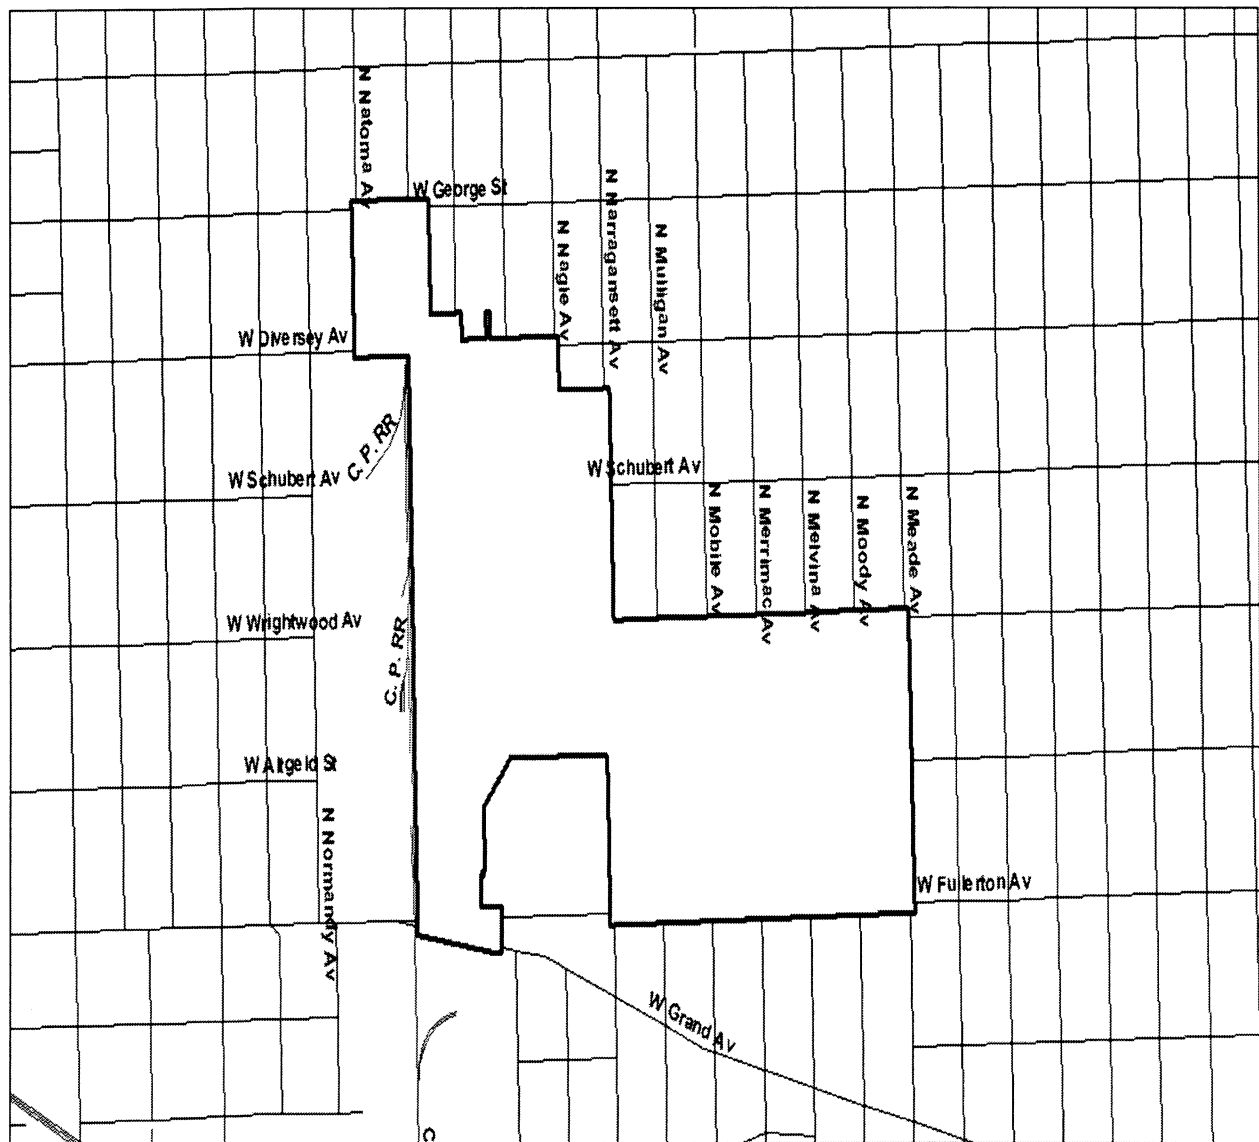 N Natoma Av
W George St
N Nagle Av
N Narragansett Av
N Mulligan Av
W Diversey Av
C. P. RR
W Schubert Av
W Schubert Av
N Mobile Av
N Merrimac Av
N Melvina Av
N Moody Av
N Meade Av
W Wrightwood Av
C. P. RR
W Altgeld St
N Normandy Av
W Fullerton Av
W Grand Av
C